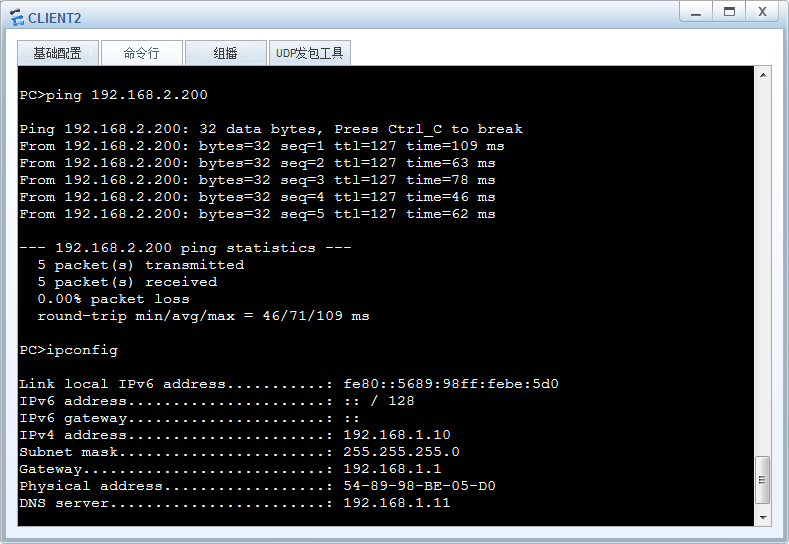 CLIENT2
基础配置 命令行 组播 UDP发包工具
PC>ping 192.168.2.200
Ping 192.168.2.200: 32 data bytes, Press Ctrl_C to break
From 192.168.2.200: bytes=32 seq=1 ttl=127 time=109 ms
From 192.168.2.200: bytes=32 seq=2 ttl=127 time=63 ms
From 192.168.2.200: bytes=32 seq=3 ttl=127 time=78 ms
From 192.168.2.200: bytes=32 seq=4 ttl=127 time=46 ms
From 192.168.2.200: bytes=32 seq=5 ttl=127 time=62 ms
--- 192.168.2.200 ping statistics ---
5 packet(s) transmitted
5 packet(s) received
0.00% packet loss
round-trip min/avg/max = 46/71/109 ms
PC>ipconfig
Link local IPv6 address...........: fe80::5689:98ff:febe:5d0
IPv6 address......................: :: / 128
IPv6 gateway......................: ::
IPv4 address......................: 192.168.1.10
Subnet mask.......................: 255.255.255.0
Gateway...........................: 192.168.1.1
Physical address..................: 54-89-98-BE-05-D0
DNS server........................: 192.168.1.11